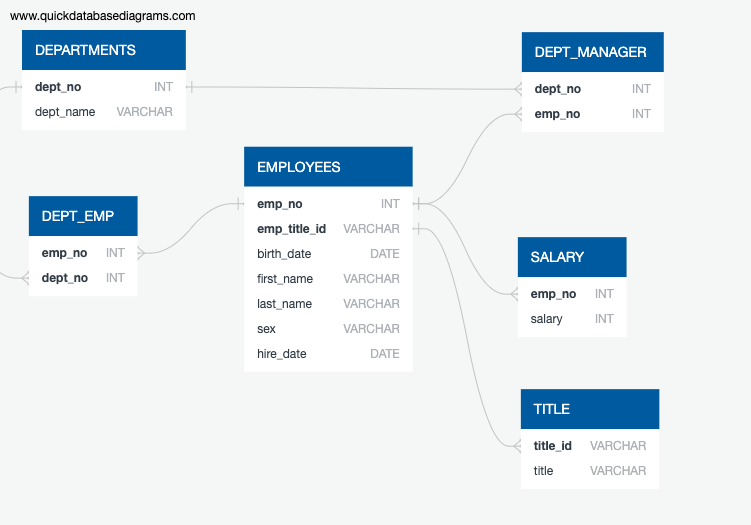 www.quickdatabasediagrams.com
DEPARTMENTS
dept_no INT
dept_name VARCHAR
DEPT_MANAGER
dept_no INT
emp_no INT
EMPLOYEES
emp_no INT
emp_title_id VARCHAR
birth_date DATE
first_name VARCHAR
last_name VARCHAR
sex VARCHAR
hire_date DATE
DEPT_EMP
emp_no INT
dept_no INT
SALARY
emp_no INT
salary INT
TITLE
title_id VARCHAR
title VARCHAR